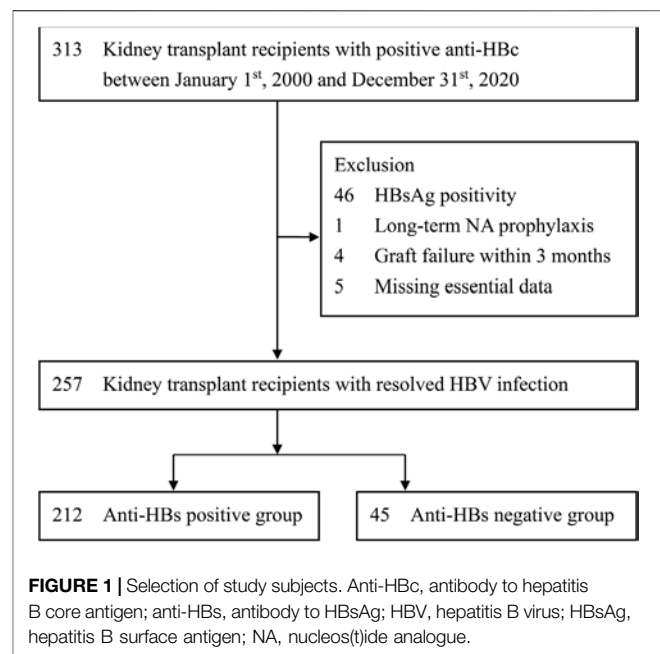 313 Kidney transplant recipients with positive anti-HBc
between January 1st, 2000 and December 31st, 2020
Exclusion
46 HBsAg positivity
1 Long-term NA prophylaxis
4 Graft failure within 3 months
5 Missing essential data
257 Kidney transplant recipients with resolved HBV infection
212 Anti-HBs positive group
45 Anti-HBs negative group
FIGURE 1 | Selection of study subjects. Anti-HBc, antibody to hepatitis
B core antigen; anti-HBs, antibody to HBsAg; HBV, hepatitis B virus; HBsAg,
hepatitis B surface antigen; NA, nucleos(t)ide analogue.